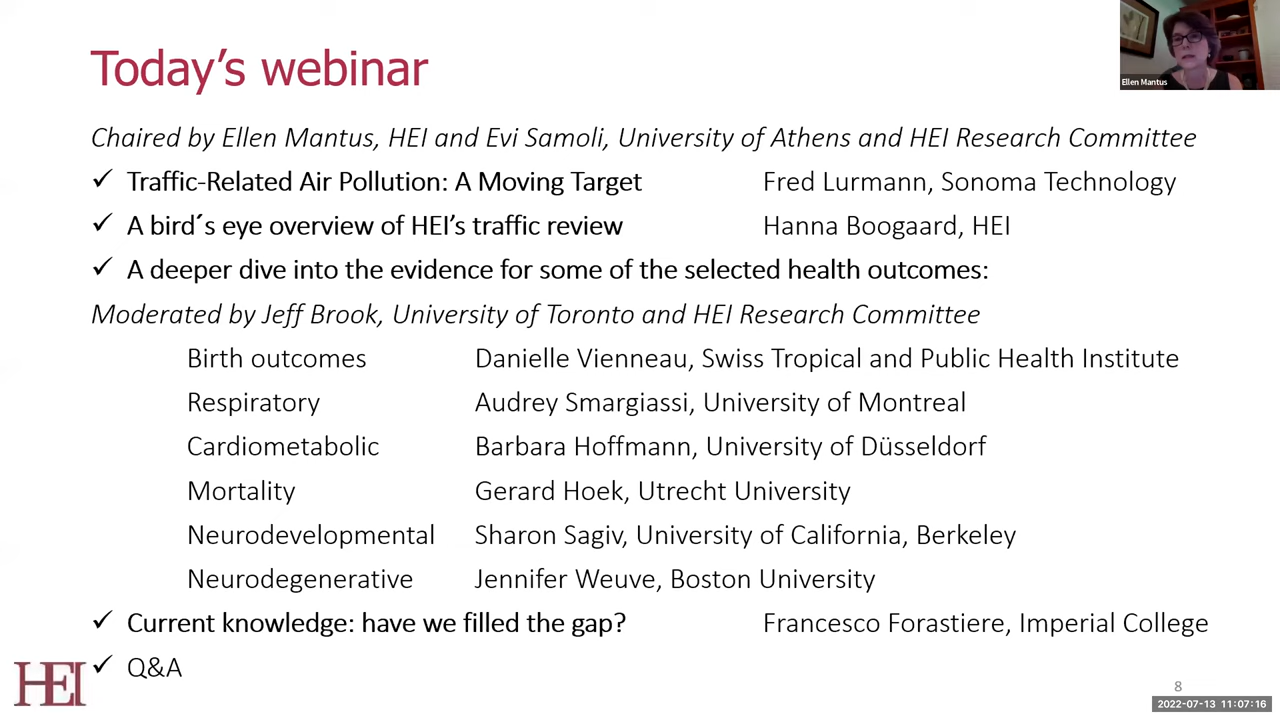 Today's webinar
Ellen Mantus
Chaired by Ellen Mantus, HEI and Evi Samoli, University of Athens and HEI Research Committee
✓ Traffic-Related Air Pollution: A Moving Target Fred Lurmann, Sonoma Technology
✓ A bird´s eye overview of HEI's traffic review Hanna Boogaard, HEI
✓ A deeper dive into the evidence for some of the selected health outcomes:
Moderated by Jeff Brook, University of Toronto and HEI Research Committee
Birth outcomes Danielle Vienneau, Swiss Tropical and Public Health Institute
Respiratory Audrey Smargiassi, University of Montreal
Cardiometabolic Barbara Hoffmann, University of Düsseldorf
Mortality Gerard Hoek, Utrecht University
Neurodevelopmental Sharon Sagiv, University of California, Berkeley
Neurodegenerative Jennifer Weuve, Boston University
✓ Current knowledge: have we filled the gap? Francesco Forastiere, Imperial College
✓ Q&A
HEI
8
2022-07-13 11:07:16